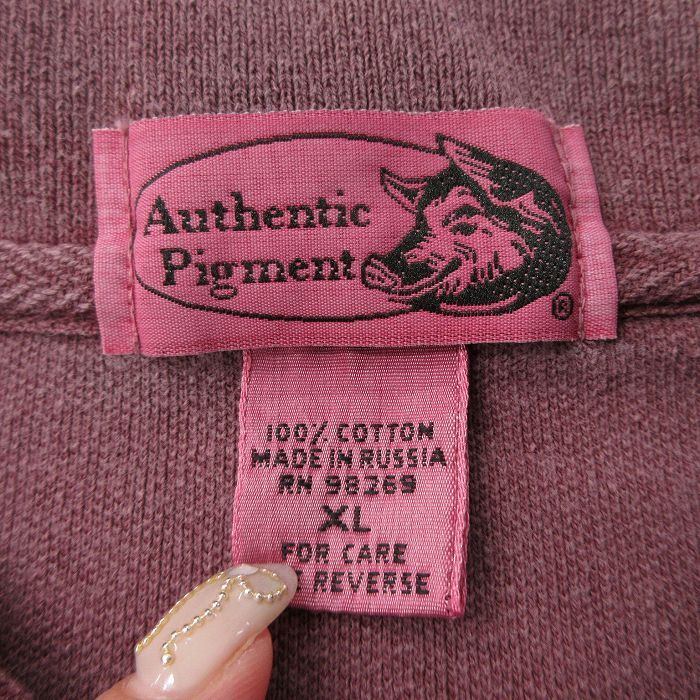 Authentic
Pigment
®
100% COTTON
MADE IN RUSSIA
RN 98269
XL
FOR CARE
REVERSE